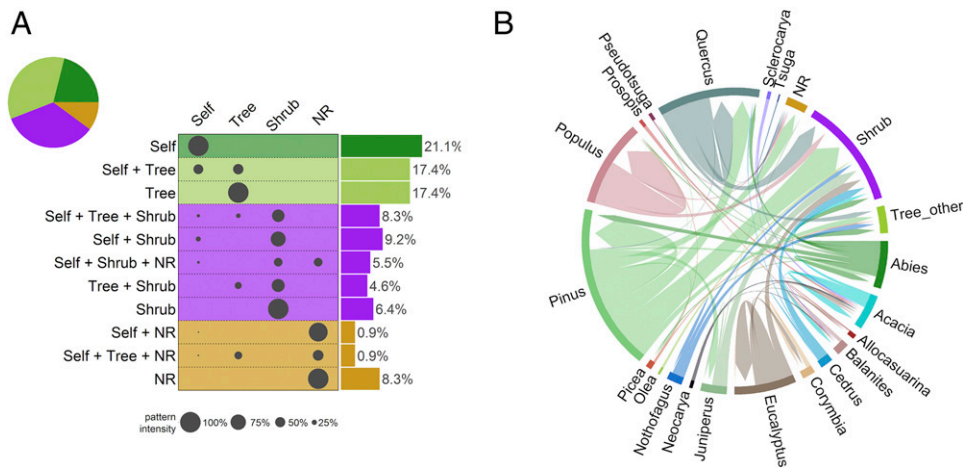 A
Self
Tree
Shrub
NR
Self
21.1%
Self + Tree
17.4%
Tree
17.4%
Self + Tree + Shrub
8.3%
Self + Shrub
9.2%
Self + Shrub + NR
5.5%
Tree + Shrub
4.6%
Shrub
6.4%
Self + NR
0.9%
Self + Tree + NR
0.9%
NR
8.3%
pattern
intensity
100%
75%
50%
25%
B
Quercus
Sclerocarya
Tsuga
NR
Shrub
Tree_other
Abies
Acacia
Allocasuarina
Balanites
Cedrus
Corymbia
Eucalyptus
Juniperus
Neocarya
Nothofagus
Olea
Picea
Pinus
Populus
Prosopis
Pseudotsuga